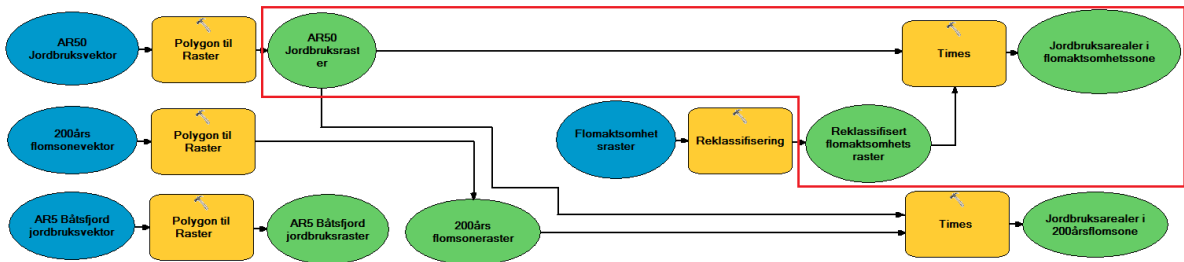 AR50
Jordbruksvektor
Polygon til
Raster
AR50
Jordbruksrast
er
Times
Jordbruksarealer i
flomaktsomhetssone
200års
flomsonevektor
Polygon til
Raster
Flomaktsomhet
sraster
Reklassifisering
Reklassifisert
flomaktsomhets
raster
AR5 Båtsfjord
jordbruksvektor
Polygon til
Raster
AR5 Båtsfjord
jordbruksraster
200års
flomsoneraster
Times
Jordbruksarealer i
200årsflomsone